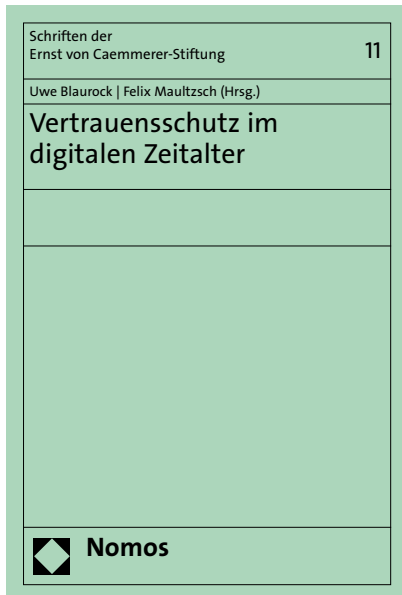 Schriften der
Ernst von Caemmerer-Stiftung
11
Uwe Blaurock | Felix Maultzsch (Hrsg.)
Vertrauensschutz im
digitalen Zeitalter
Nomos